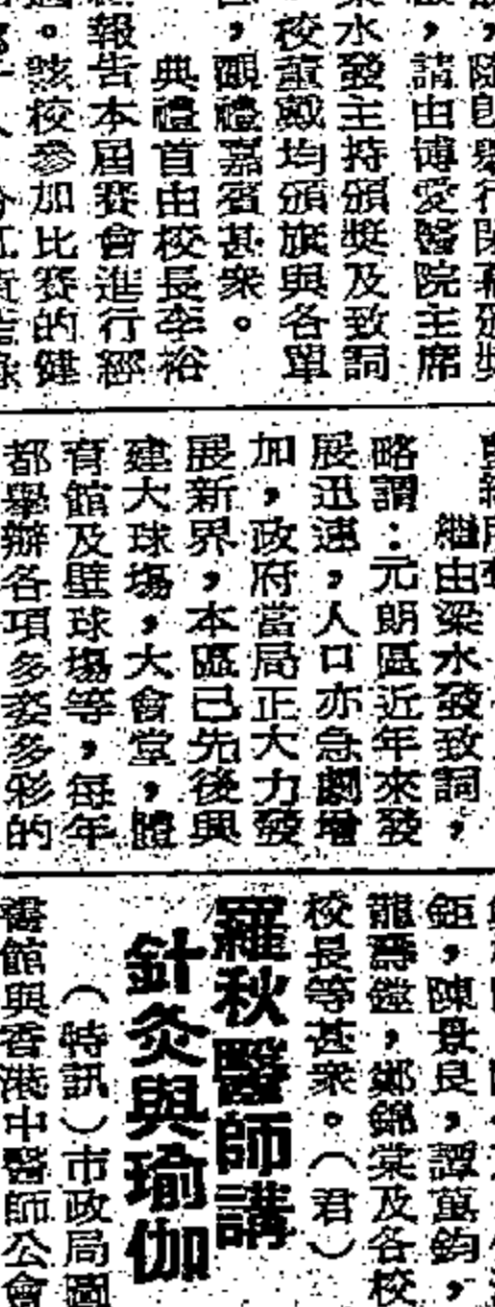 隨即舉行閉幕頒獎
請由博愛醫院主席
梁水發主持頒獎及致詞
校董戴均頒旗與各單
，觀禮嘉賓甚衆。
典禮首由校長李裕
報告本屆賽會進行經
。該校參加比賽的健
繼由梁水發致詞，
略謂：元朗區近年來發
展迅速，人口亦急劇增
加，政府當局正大力發
展新界，本區已先後興
建大球場，大會堂，體
育館及壁球場等，每年
都舉辦各項多姿多彩的
鉅，陳景良，譚萬鈞，
龍壽鏗，鄭錦棠及各校
校長等甚衆。（君）
羅秋醫師講
針灸與瑜伽
（特訊）市政局圖
書館與香港中醫師公會